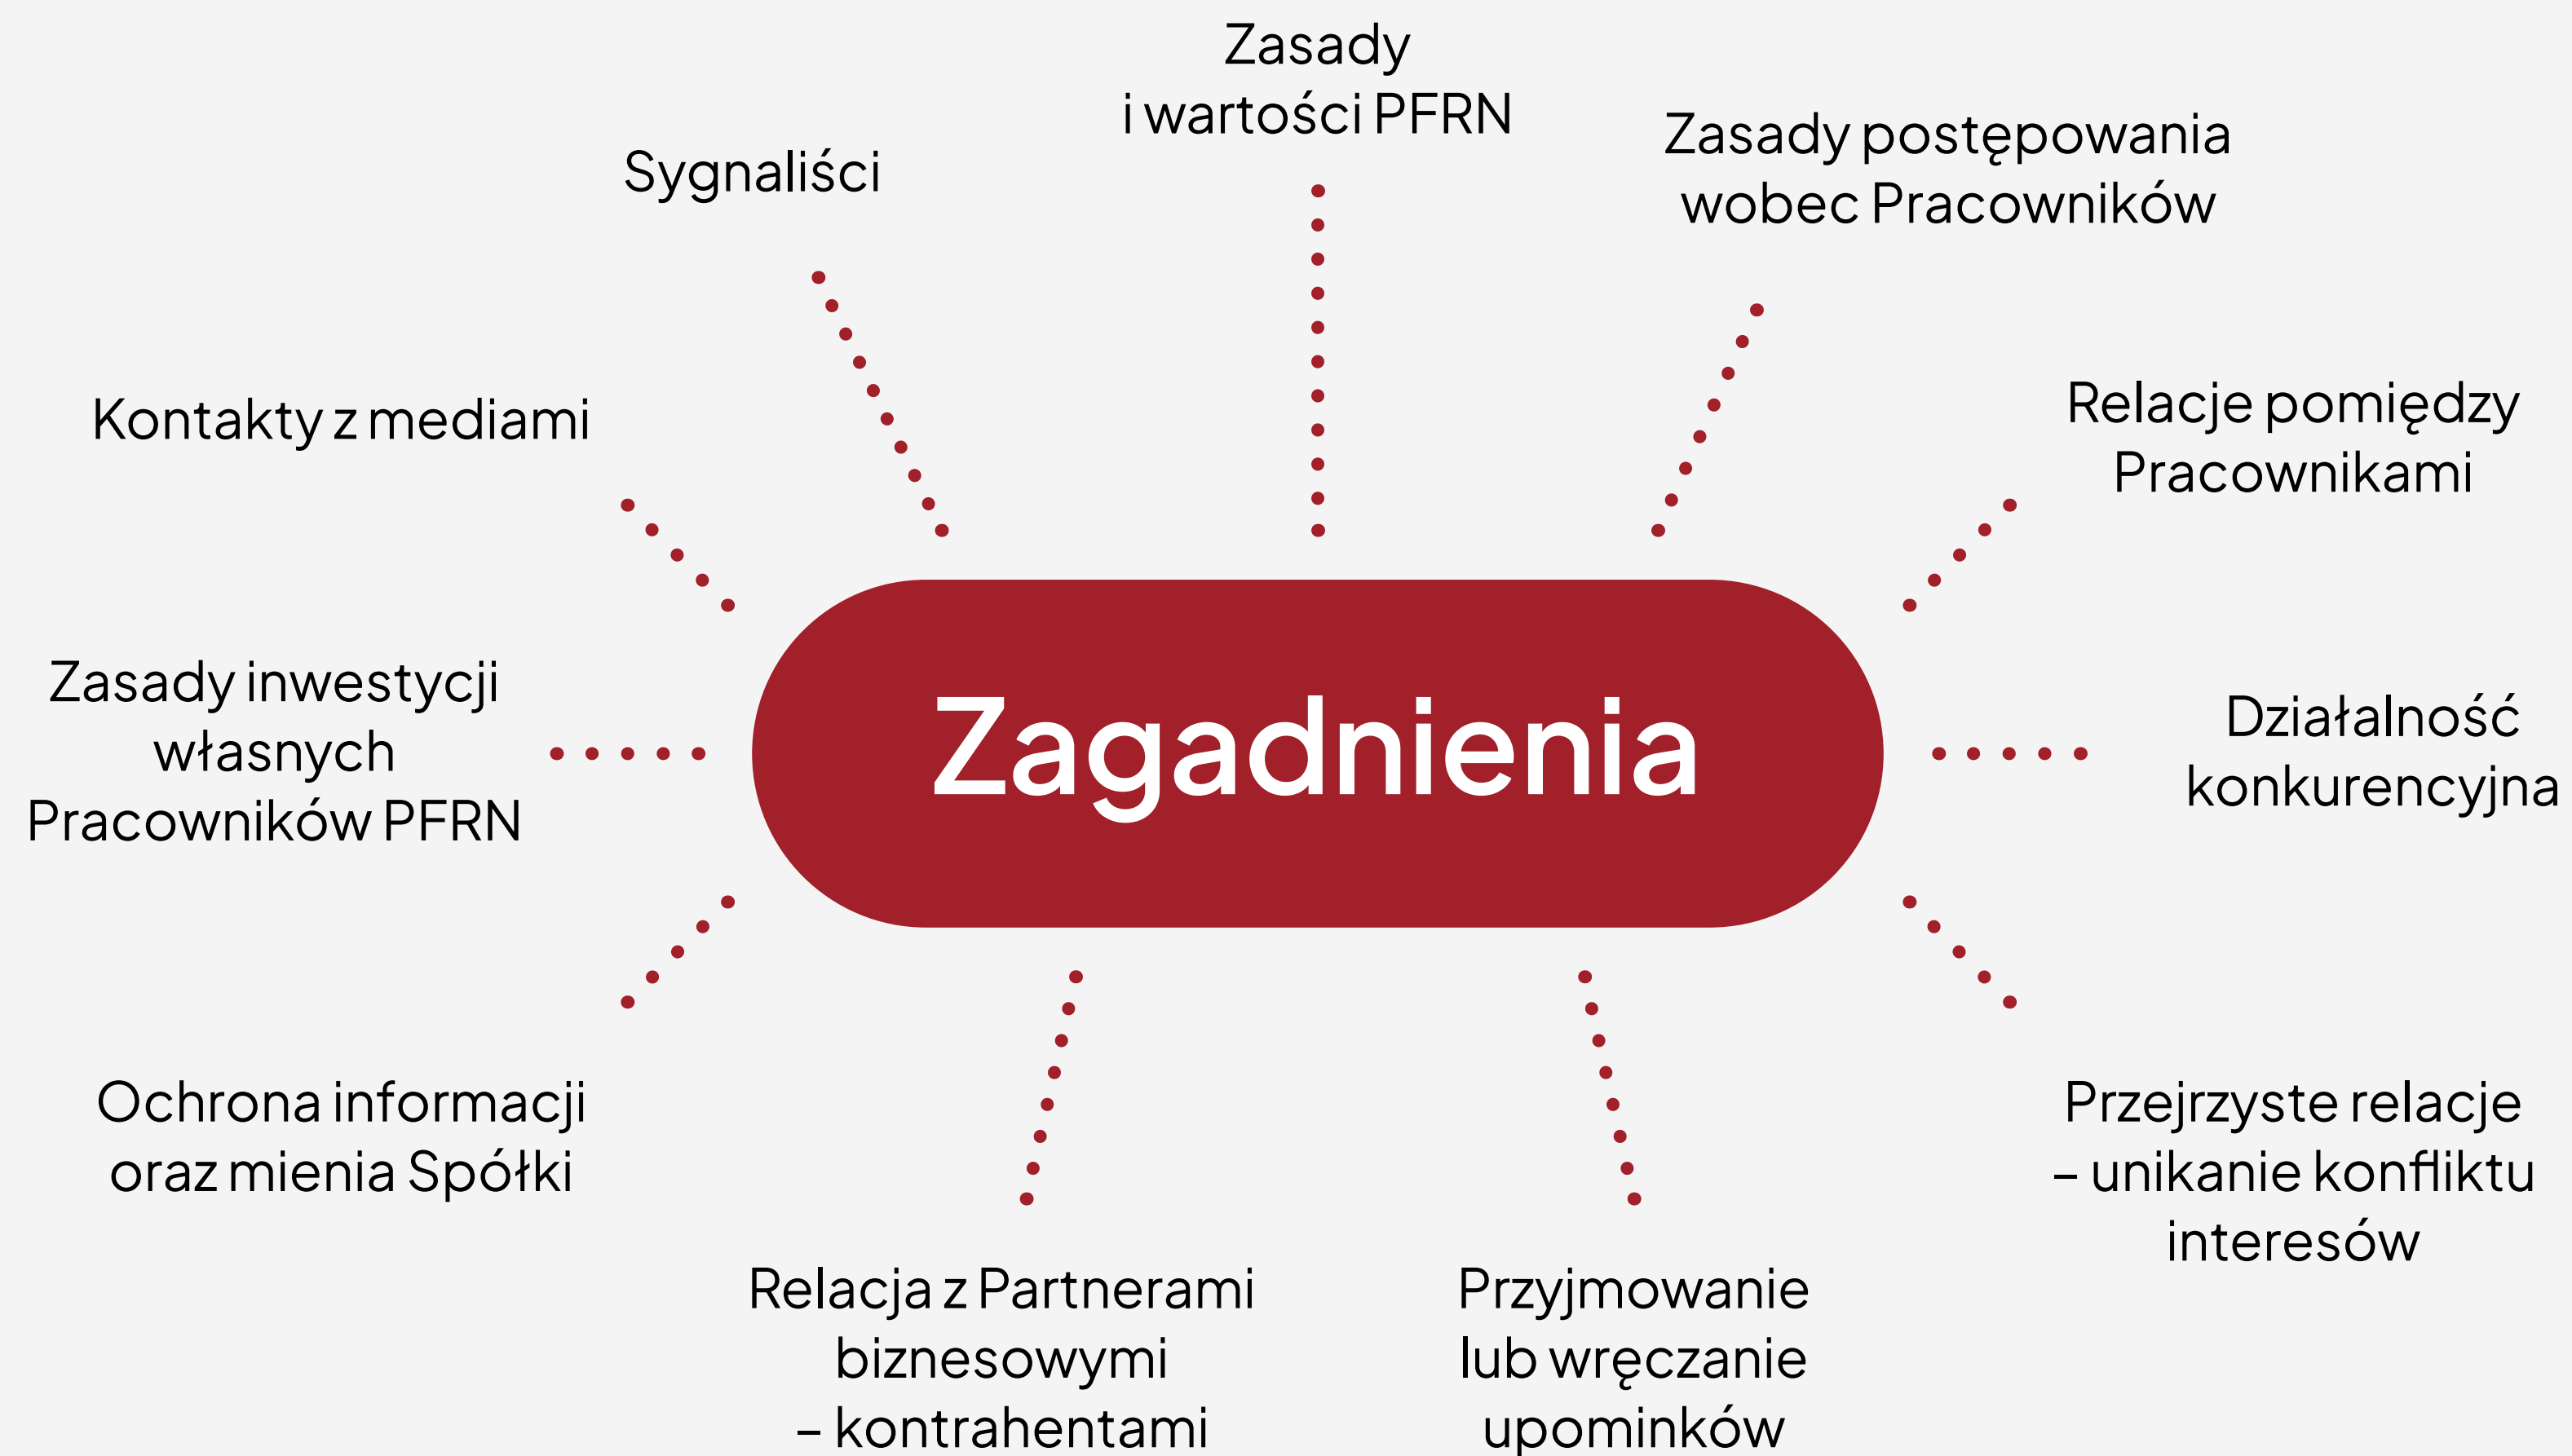 Zasady
i wartości PFRN
Zasady postępowania
wobec Pracowników
Relacje pomiędzy
Pracownikami
Działalność
konkurencyjna
Przejrzyste relacje
– unikanie konfliktu
interesów
Przyjmowanie
lub wręczanie
upominków
Relacja z Partnerami
biznesowymi
– kontrahentami
Ochrona informacji
oraz mienia Spółki
Zasady inwestycji
własnych
Pracowników PFRN
Kontakty z mediami
Sygnaliści
Zagadnienia